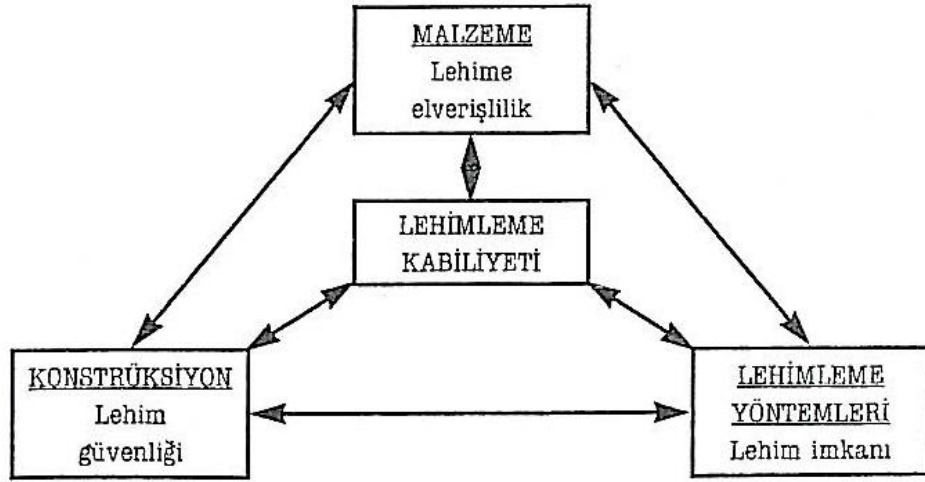 MALZEME
Lehime
elverişlilik
LEHİMLEME
KABİLİYETİ
KONSTRÜKSİYON
Lehim
güvenliği
LEHİMLEME
YÖNTEMLERİ
Lehim imkanı